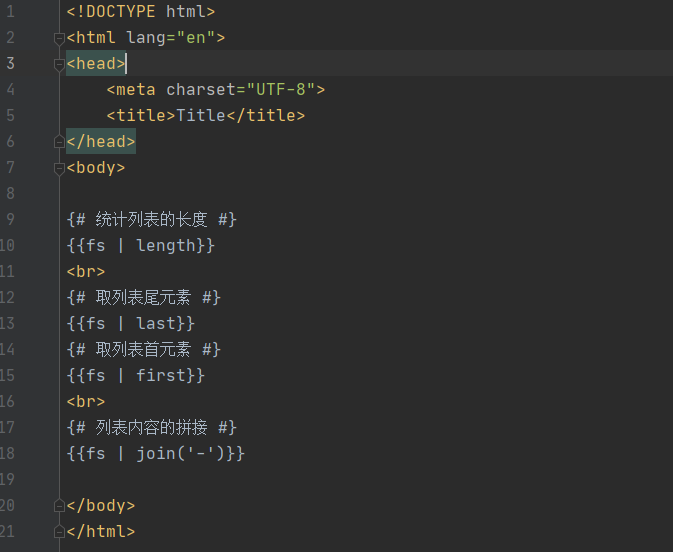 1 <!DOCTYPE html>
2 <html lang="en">
3 <head>
4 <meta charset="UTF-8">
5 <title>Title</title>
6 </head>
7 <body>
8
9 {# 统计列表的长度 #}
10 {{fs | length}}
11 <br>
12 {# 取列表尾元素 #}
13 {{fs | last}}
14 {# 取列表首元素 #}
15 {{fs | first}}
16 <br>
17 {# 列表内容的拼接 #}
18 {{fs | join('-')}}
19
20 </body>
21 </html>